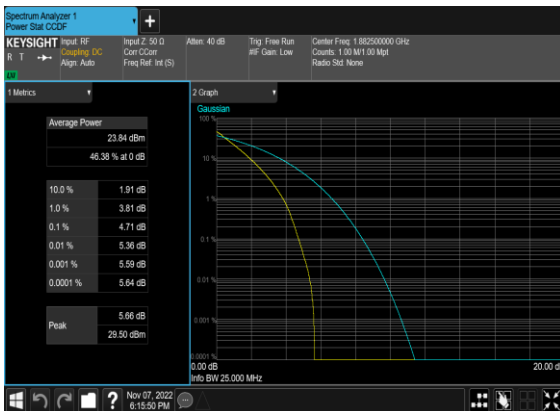 Spectrum Analyzer 1
Power Stat CCDF
KEYSIGHT
R T
LV
Input: RF
Coupling: DC
Align: Auto
Input Z: 50 Ω
Corr CCorr
Freq Ref: Int (S)
Atten: 40 dB
Trig: Free Run
#IF Gain: Low
Center Freq: 1.882500000 GHz
Counts: 1.00 M/1.00 Mpt
Radio Std: None
1 Metrics
Average Power
23.84 dBm
46.38 % at 0 dB
10.0 % 1.91 dB
1.0 % 3.81 dB
0.1 % 4.71 dB
0.01 % 5.36 dB
0.001 % 5.59 dB
0.0001 % 5.64 dB
Peak 5.66 dB
29.50 dBm
2 Graph
Gaussian
100 %
10 %
1 %
0.1 %
0.01 %
0.001 %
0.0001 %
0.00 dB
20.00 d
Info BW 25.000 MHz
?
Nov 07, 2022
6:15:50 PM